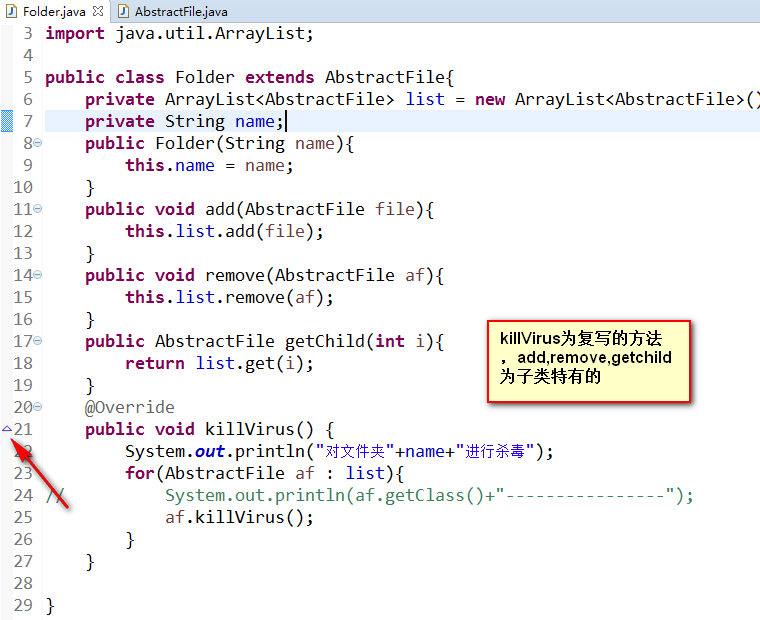 Folder.java
AbstractFile.java
3 import java.util.ArrayList;
4
5 public class Folder extends AbstractFile{
6 private ArrayList<AbstractFile> list = new ArrayList<AbstractFile>()
7 private String name;
8 public Folder(String name){
9 this.name = name;
10 }
11 public void add(AbstractFile file){
12 this.list.add(file);
13 }
14 public void remove(AbstractFile af){
15 this.list.remove(af);
16 }
17 public AbstractFile getChild(int i){
18 return list.get(i);
19 }
20 @Override
21 public void killVirus() {
22 System.out.println("对文件夹"+name+"进行杀毒");
23 for(AbstractFile af : list){
24 // System.out.println(af.getClass()+"----------------");
25 af.killVirus();
26 }
27 }
28
29 }
killVirus为复写的方法
，add,remove,getchild
为子类特有的